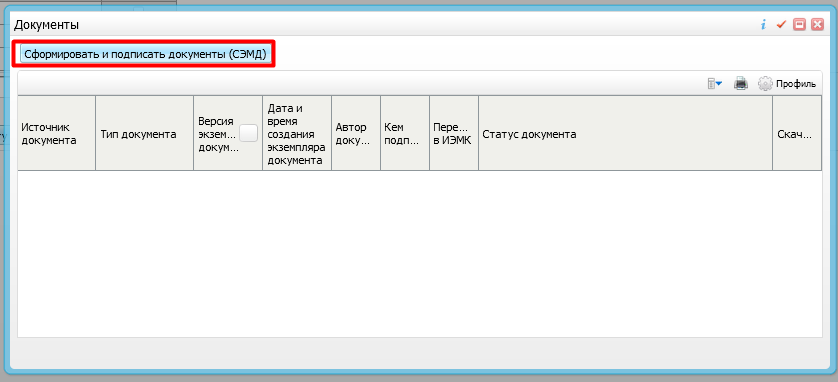 Документы
Сформировать и подписать документы (СЭМД)
Профиль
Источник
документа
Тип документа
Версия
экзем...
докум...
Дата и
время
создания
экземпляра
документа
Автор
доку...
Кем
подп...
Пере...
в ИЭМК
Статус документа
Скач...